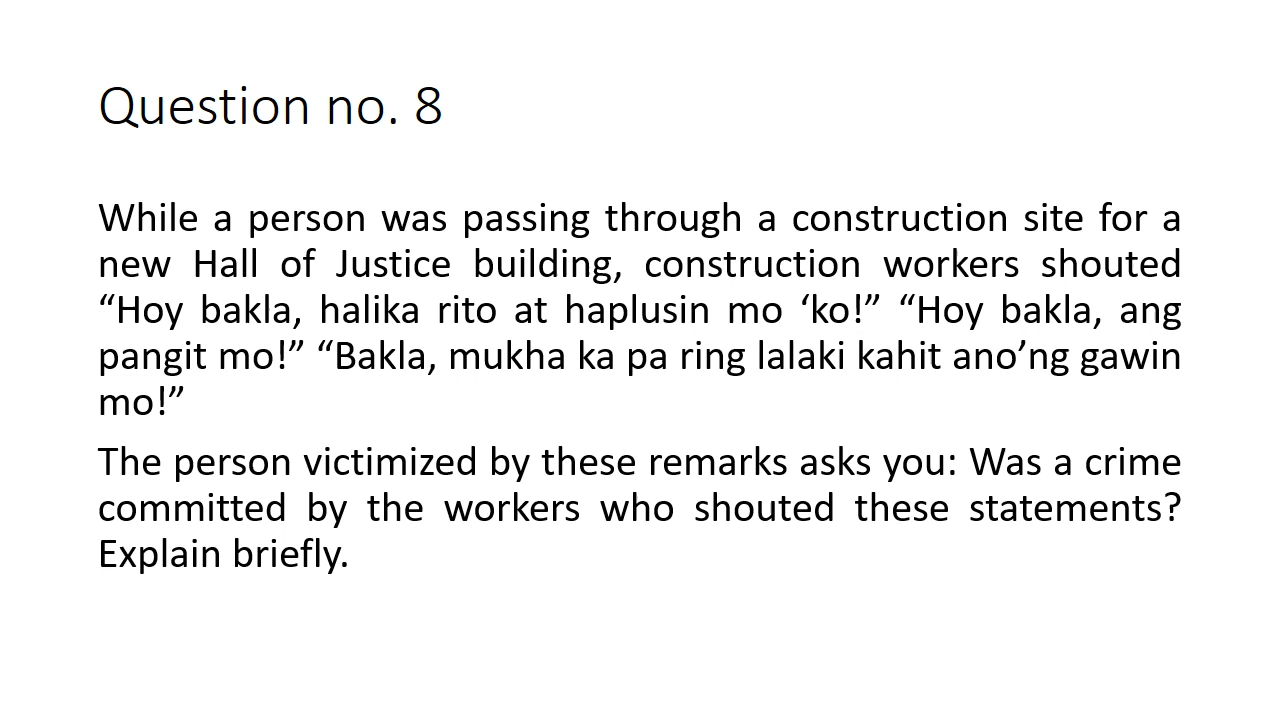 Question no. 8
While a person was passing through a construction site for a
new Hall of Justice building, construction workers shouted
“Hoy bakla, halika rito at haplusin mo ‘ko!” “Hoy bakla, ang
pangit mo!” “Bakla, mukha ka pa ring lalaki kahit ano’ng gawin
mo!”
The person victimized by these remarks asks you: Was a crime
committed by the workers who shouted these statements?
Explain briefly.